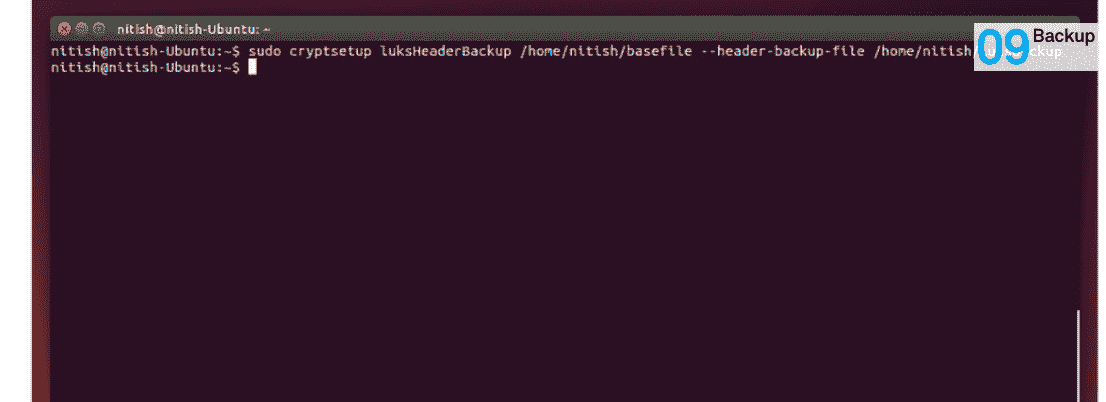 nitish@nitish-Ubuntu: ~
nitish@nitish-Ubuntu:~$ sudo cryptsetup luksHeaderBackup /home/nitish/basefile --header-backup-file /home/nitish/
nitish@nitish-Ubuntu:~$
09 Backup